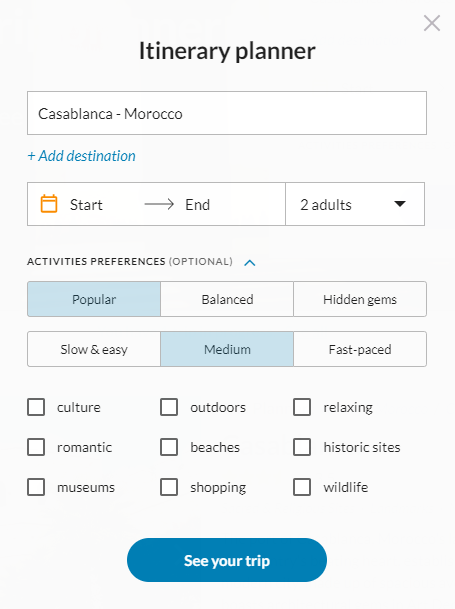 Itinerary planner
Casablanca - Morocco
+ Add destination
Start End 2 adults
ACTIVITIES PREFERENCES (OPTIONAL)
Popular Balanced Hidden gems
Slow & easy Medium Fast-paced
culture outdoors relaxing
romantic beaches historic sites
museums shopping wildlife
See your trip